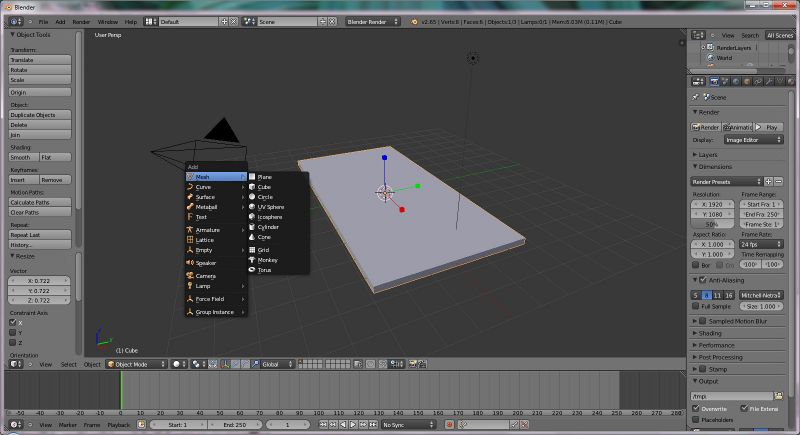 Blender
File Add Render Window Help Default Scene Blender Render v2.65 | Verts:8 | Faces:6 | Objects:1/3 | Lamps:0/1 | Mem:6.03M (0.11M) | Cube
View Search All Scenes
Object Tools
Transform:
Translate
Rotate
Scale
Origin
Object:
Duplicate Objects
Delete
Join
Shading:
Smooth Flat
Keyframes:
Insert Remove
Motion Paths:
Calculate Paths
Clear Paths
Repeat:
Repeat Last
History...
Resize
Vector
X: 0.722
Y: 0.722
Z: 0.722
Constraint Axis
X
Y
Z
Orientation
User Persp
Add
Mesh
Curve
Surface
Metaball
Text
Armature
Lattice
Empty
Speaker
Camera
Lamp
Force Field
Group Instance
Plane
Cube
Circle
UV Sphere
Icosphere
Cylinder
Cone
Grid
Monkey
Torus
(1) Cube
View Select Object Object Mode Global
RenderLayers
World
Scene
Render
Render Animatic Play
Display: Image Editor
Layers
Dimensions
Render Presets
Resolution: Frame Range:
X: 1920 Start Fra: 1
Y: 1080 End Fra: 250
50% Frame Ste: 1
Aspect Ratio: Frame Rate:
X: 1.000 24 fps
Y: 1.000 Time Remapping
Bor Cro 100 100
Anti-Aliasing
5 8 11 16 Mitchell-Netra
Full Sample Size: 1.000
Sampled Motion Blur
Shading
Performance
Post Processing
Stamp
Output
/tmp\
Overwrite File Exten
Placeholders
-50 -40 -30 -20 -10 0 10 20 30 40 50 60 70 80 90 100 110 120 130 140 150 160 170 180 190 200 210 220 230 240 250 260 270 280
View Marker Frame Playback Start: 1 End: 250 1 No Sync